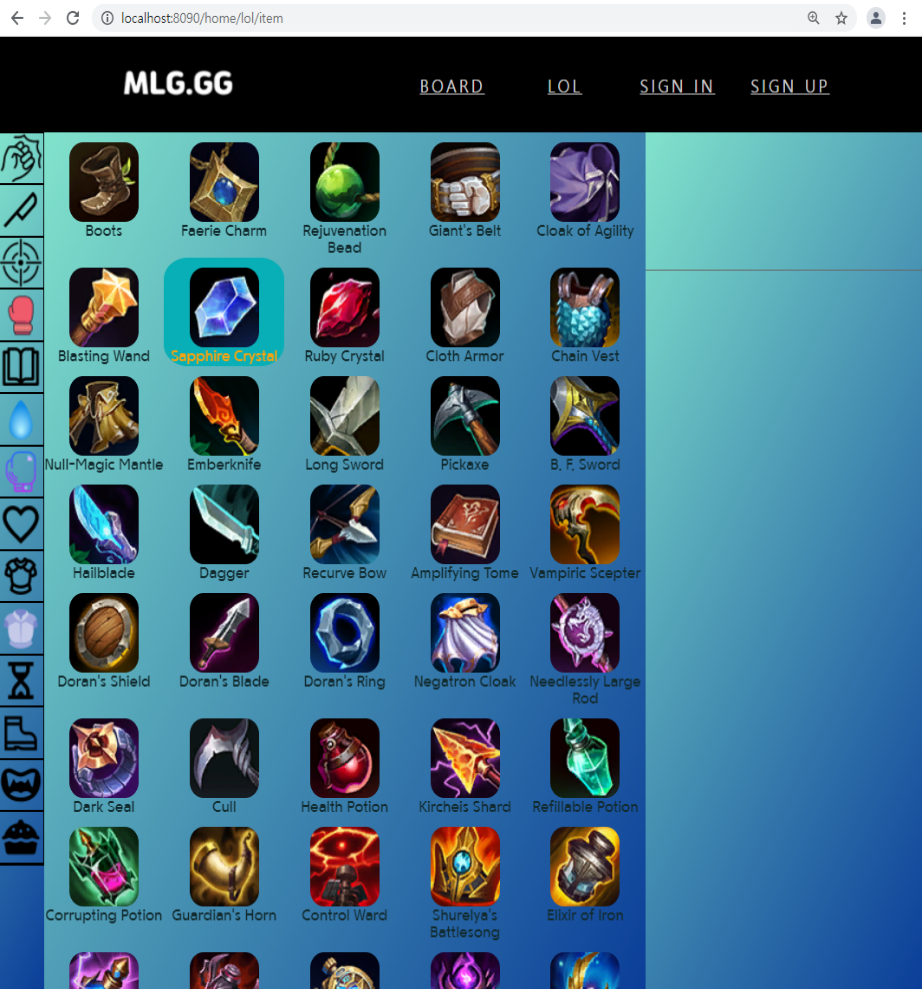 localhost:8090/home/lol/item
MLG.GG
BOARD LOL SIGN IN SIGN UP
Boots
Faerie Charm
Rejuvenation
Bead
Giant's Belt
Cloak of Agility
Blasting Wand
Sapphire Crystal
Ruby Crystal
Cloth Armor
Chain Vest
Null-Magic Mantle
Emberknife
Long Sword
Pickaxe
B. F. Sword
Hailblade
Dagger
Recurve Bow
Amplifying Tome
Vampiric Scepter
Doran's Shield
Doran's Blade
Doran's Ring
Negatron Cloak
Needlessly Large
Rod
Dark Seal
Cull
Health Potion
Kircheis Shard
Refillable Potion
Corrupting Potion
Guardian's Horn
Control Ward
Shurelya's
Battlesong
Elixir of Iron